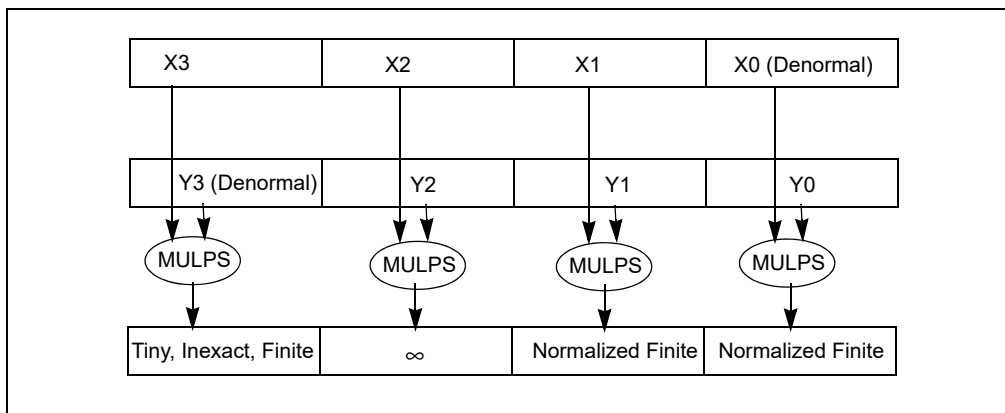 X3 X2 X1 X0 (Denormal)
Y3 (Denormal) Y2 Y1 Y0
MULPS MULPS MULPS MULPS
Tiny, Inexact, Finite ∞ Normalized Finite Normalized Finite